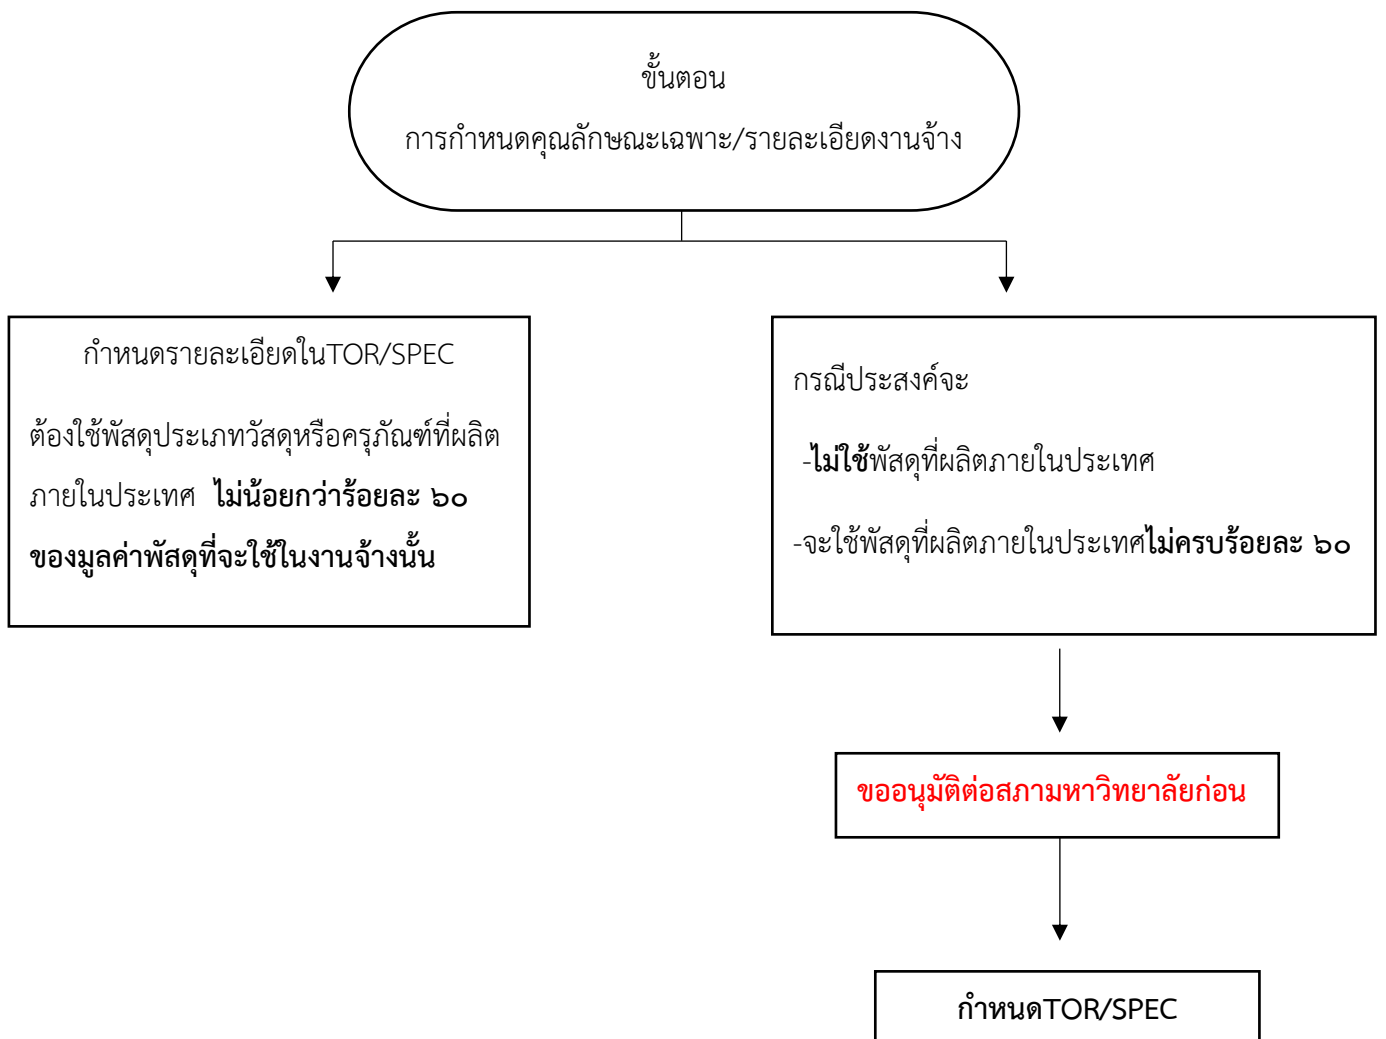 ขั้นตอน
การกำหนดคุณลักษณะเฉพาะ/รายละเอียดงานจ้าง
กำหนดรายละเอียดในTOR/SPEC
ต้องใช้พัสดุประเภทวัสดุหรือครุภัณฑ์ที่ผลิต
ภายในประเทศ ไม่น้อยกว่าร้อยละ ๖๐
ของมูลค่าพัสดุที่จะใช้ในงานจ้างนั้น
กรณีประสงค์จะ
-ไม่ใช้พัสดุที่ผลิตภายในประเทศ
-จะใช้พัสดุที่ผลิตภายในประเทศไม่ครบร้อยละ ๖๐
ขออนุมัติต่อสภามหาวิทยาลัยก่อน
กำหนดTOR/SPEC